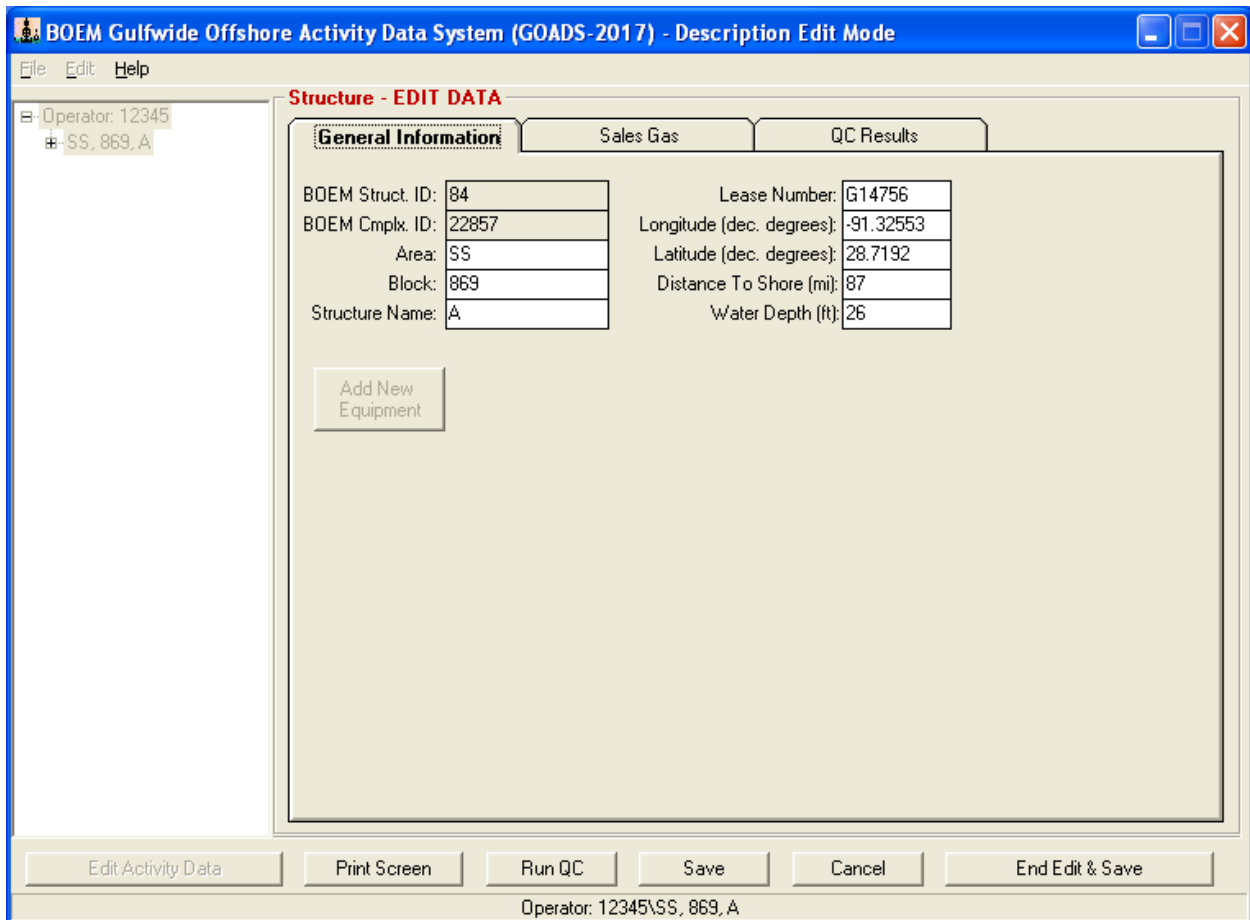 BOEM Gulfwide Offshore Activity Data System (GOADS-2017) - Description Edit Mode
File Edit Help
Operator: 12345
SS, 869, A
Structure - EDIT DATA
General Information Sales Gas QC Results
BOEM Struct. ID: 84 Lease Number: G14756
BOEM Cmplx. ID: 22857 Longitude (dec. degrees): -91.32553
Area: SS Latitude (dec. degrees): 28.7192
Block: 869 Distance To Shore (mi): 87
Structure Name: A Water Depth (ft): 26
Add New
Equipment
Edit Activity Data Print Screen Run QC Save Cancel End Edit & Save
Operator: 12345\SS, 869, A